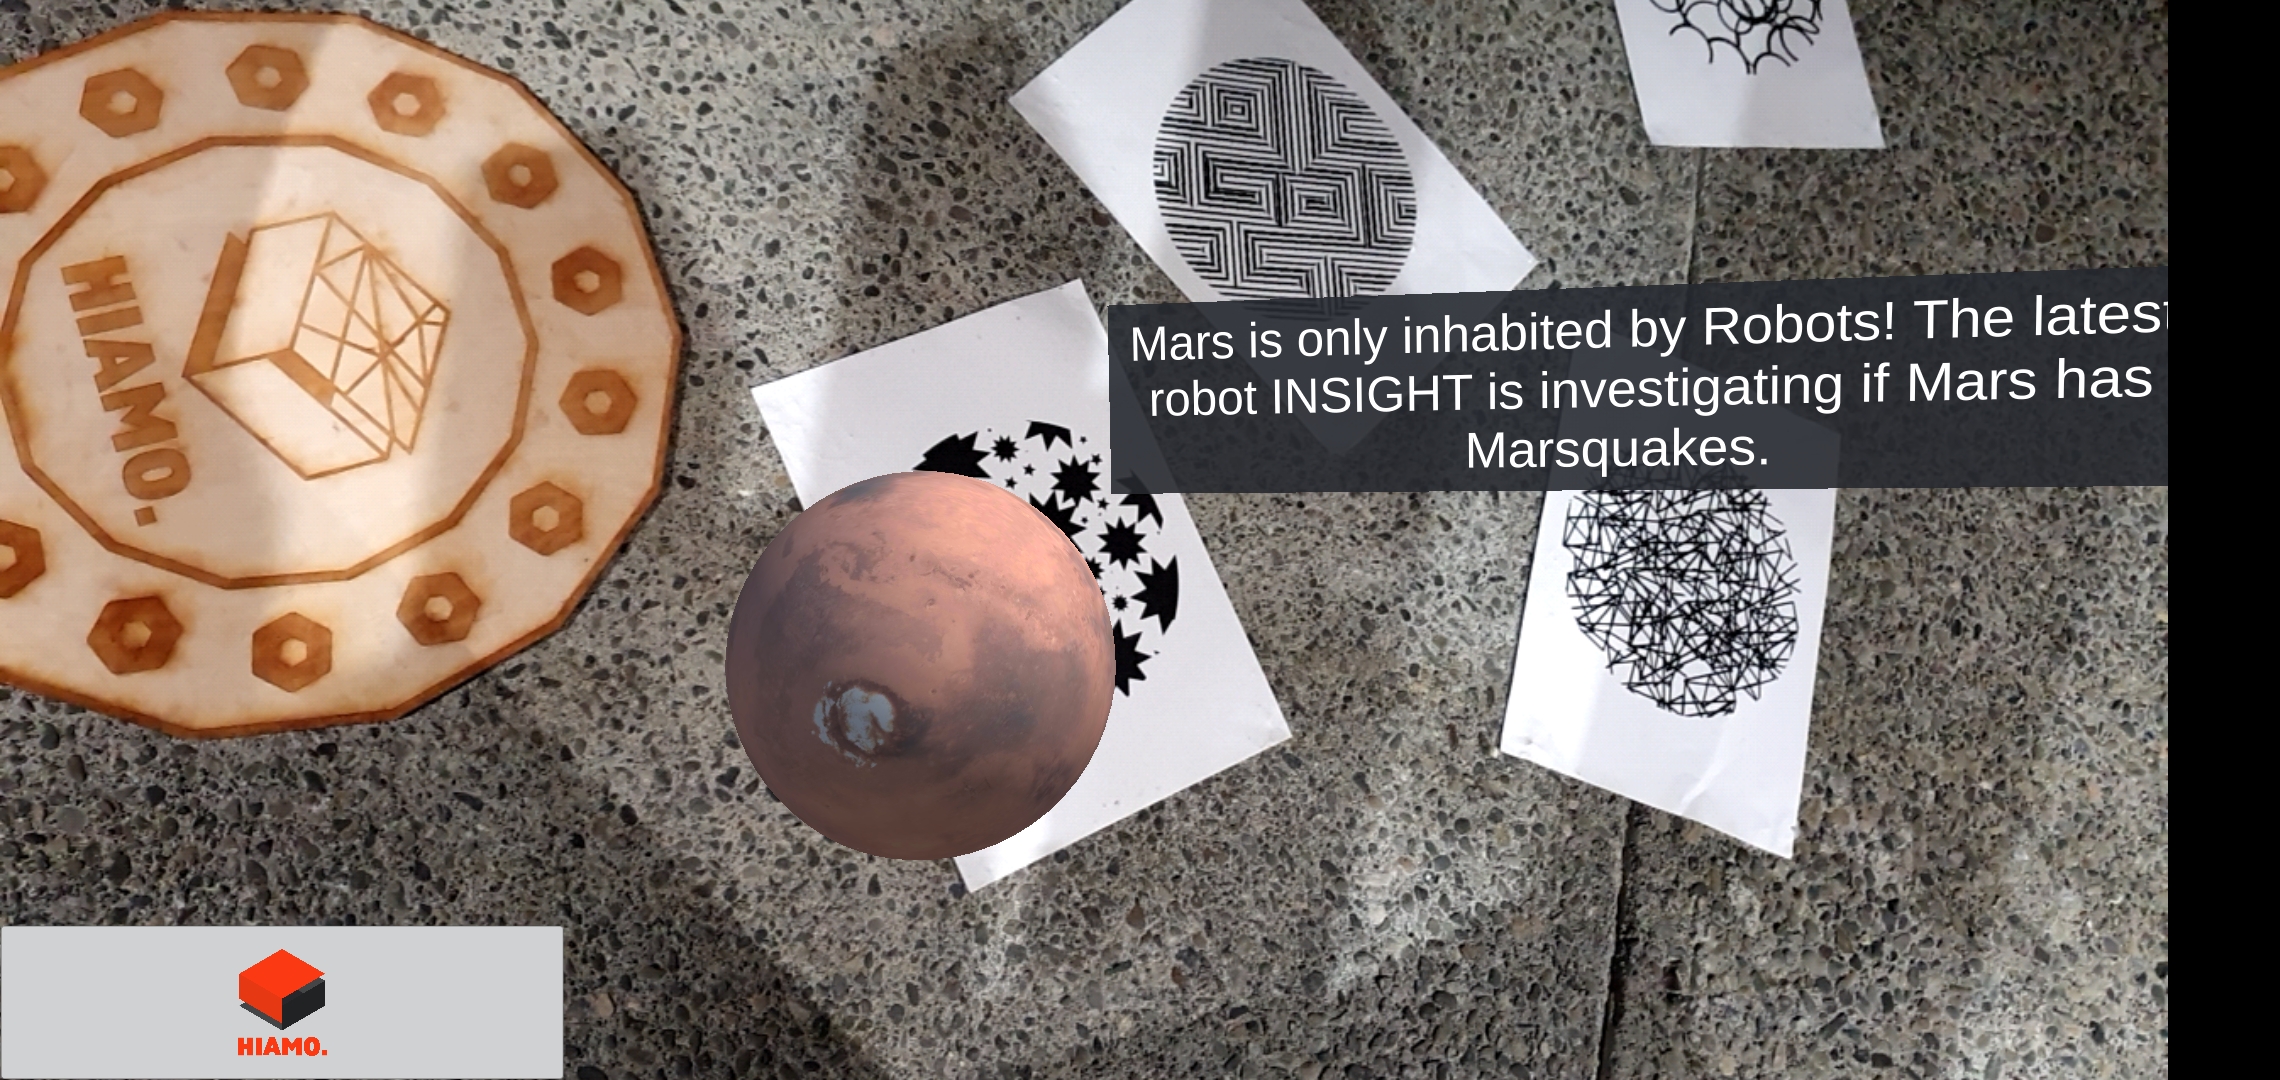 HIAMO.
Mars is only inhabited by Robots! The latest
robot INSIGHT is investigating if Mars has
Marsquakes.
HIAMO.